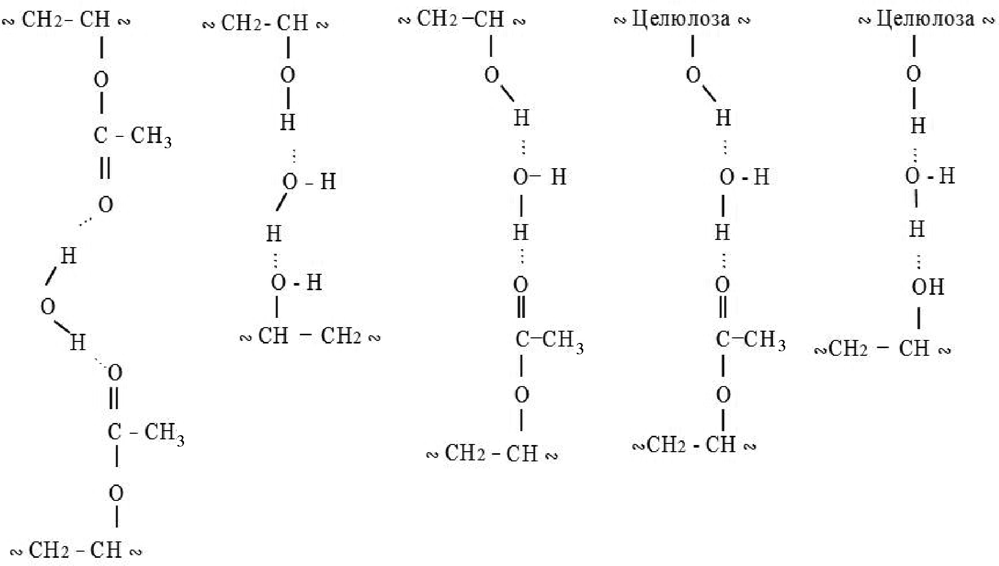 ~ CH2– CH ~
O
C – CH3
O
H
O
H
O
C – CH3
O
~ CH2 – CH ~
~ CH2- CH ~
O
H
O – H
H
O - H
~ CH – CH2 ~
~ CH2 –CH ~
O
H
O– H
H
O
C–CH3
O
~ CH2 – CH ~
~ Целюлоза ~
O
H
O - H
H
O
C–CH3
O
~CH2 - CH ~
~ Целюлоза ~
O
H
O - H
H
OH
~CH2 – CH ~